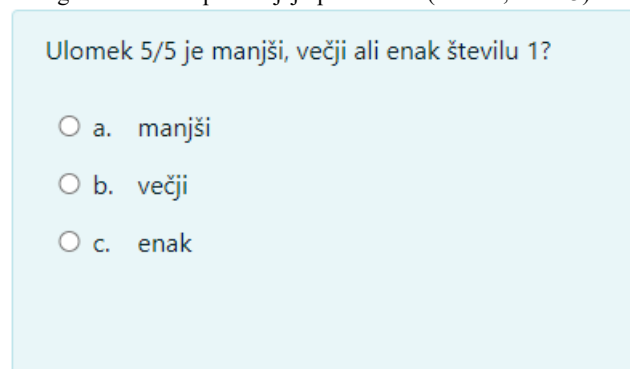 Ulomek 5/5 je manjši, večji ali enak številu 1?
a. manjši
b. večji
c. enak